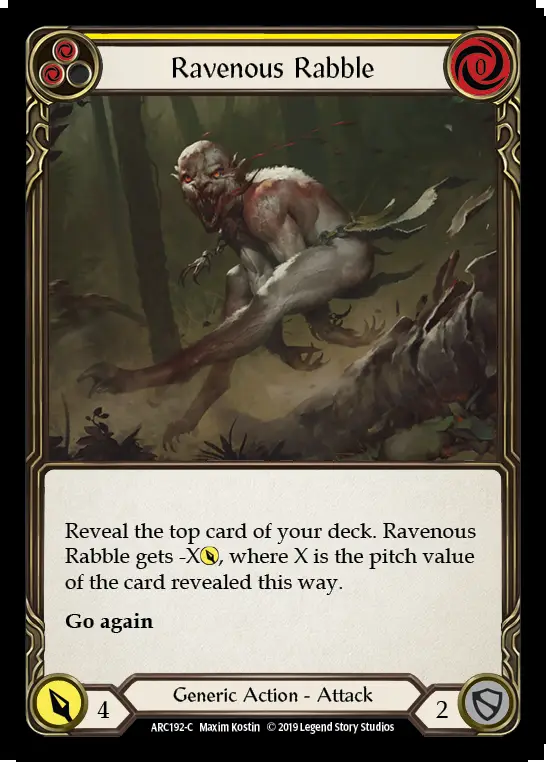 Ravenous Rabble
0
Reveal the top card of your deck. Ravenous
Rabble gets -X, where X is the pitch value
of the card revealed this way.
Go again
4
Generic Action - Attack
2
ARC192-C Maxim Kostin © 2019 Legend Story Studios